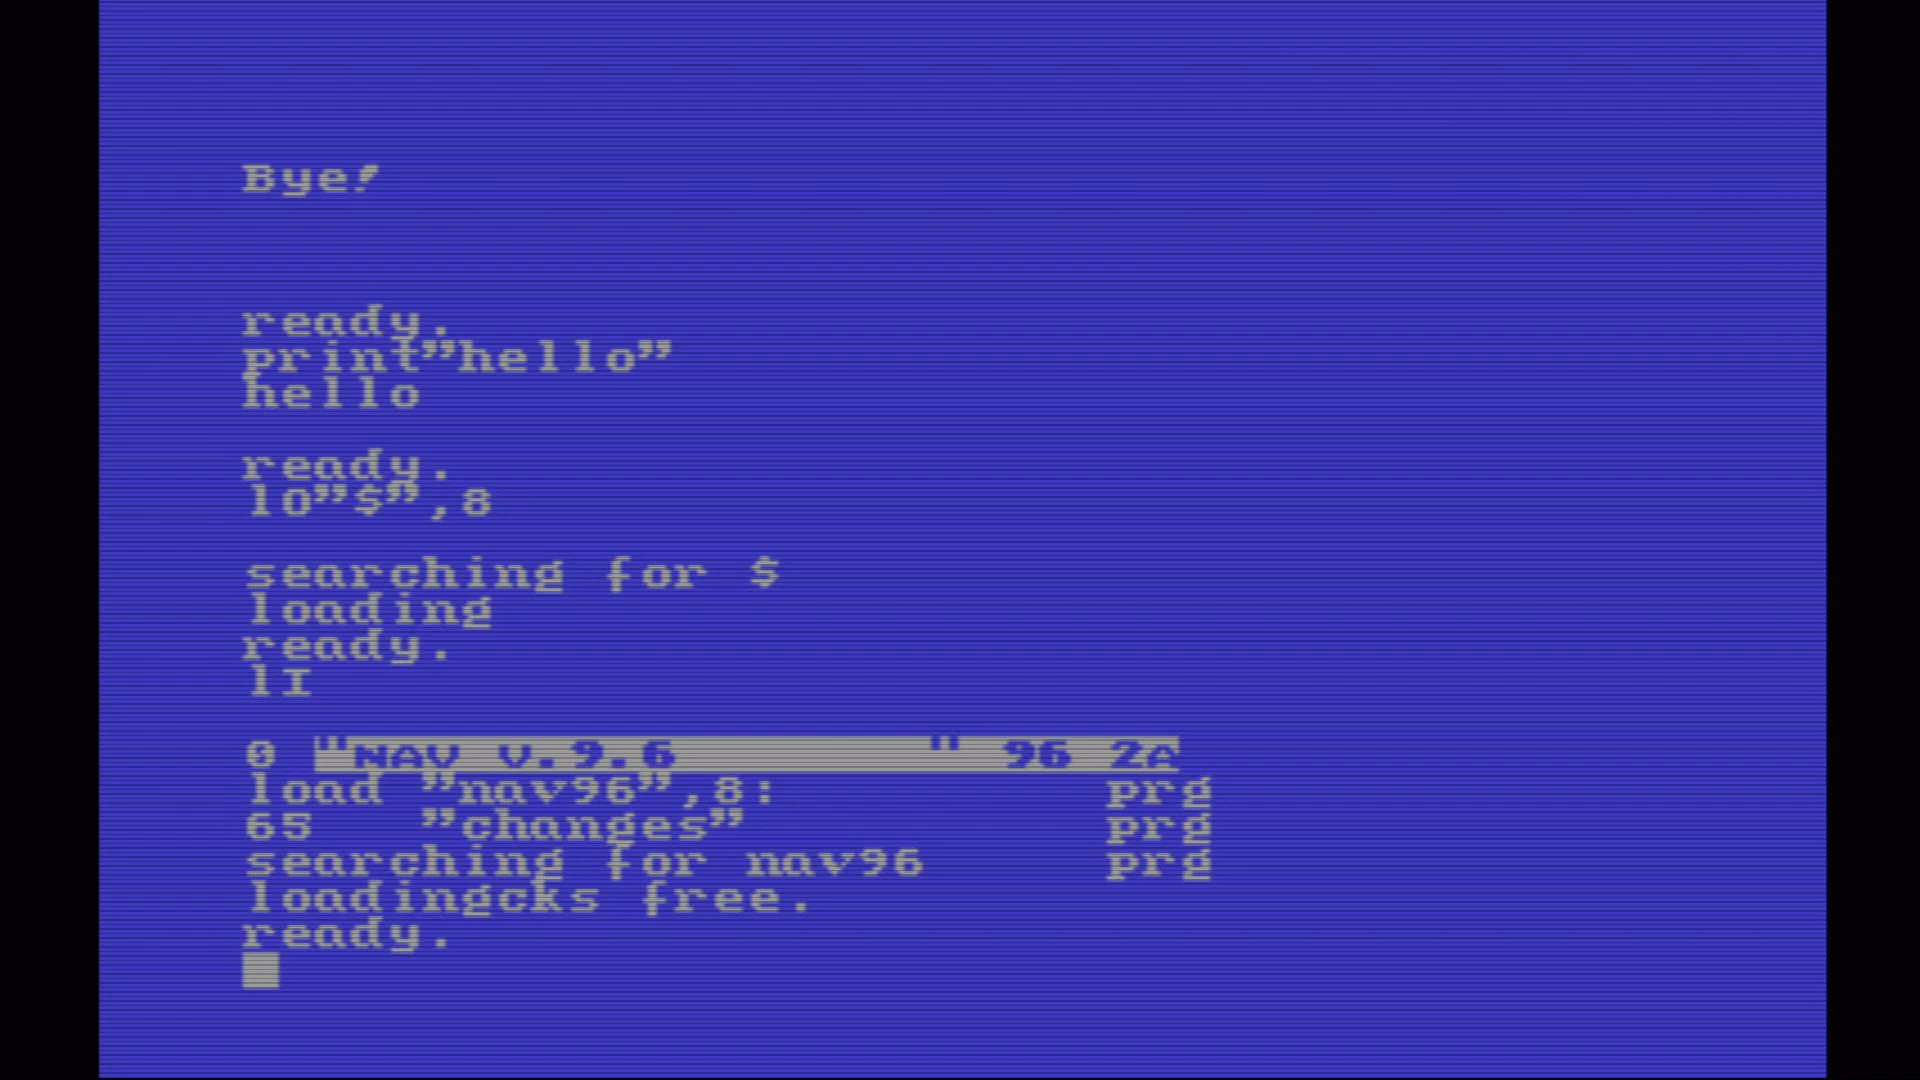 Bye!
ready.
print"hello"
hello
ready.
lO"$",8
searching for $
loading
ready.
lI
0 "NAV V.9.6 " 96 2A
load "nav96",8: prg
65 "changes" prg
searching for nav96 prg
loadingcks free.
ready.